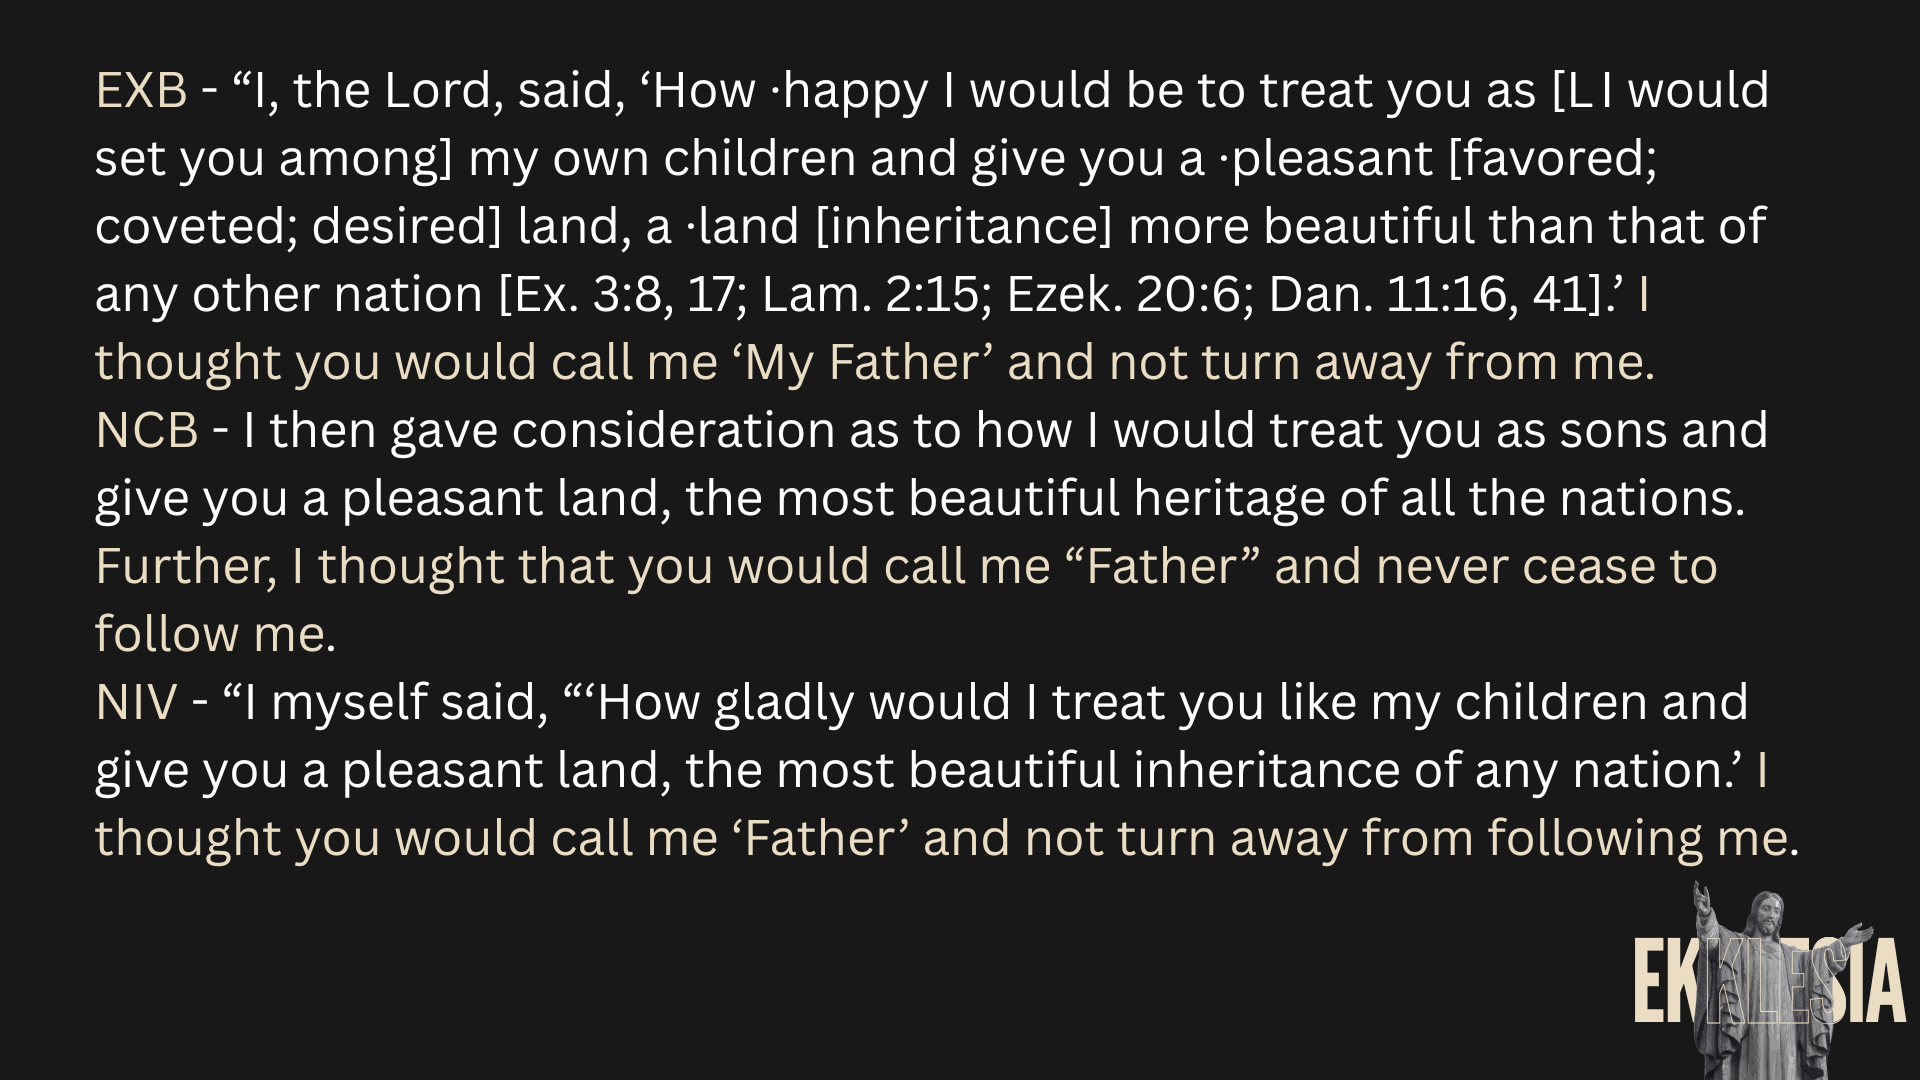 EXB - “I, the Lord, said, ‘How ·happy I would be to treat you as [L I would
set you among] my own children and give you a ·pleasant [favored;
coveted; desired] land, a ·land [inheritance] more beautiful than that of
any other nation [Ex. 3:8, 17; Lam. 2:15; Ezek. 20:6; Dan. 11:16, 41].’ I
thought you would call me ‘My Father’ and not turn away from me.
NCB - I then gave consideration as to how I would treat you as sons and
give you a pleasant land, the most beautiful heritage of all the nations.
Further, I thought that you would call me “Father” and never cease to
follow me.
NIV - “I myself said, “‘How gladly would I treat you like my children and
give you a pleasant land, the most beautiful inheritance of any nation.’ I
thought you would call me ‘Father’ and not turn away from following me.
EKKLESIA